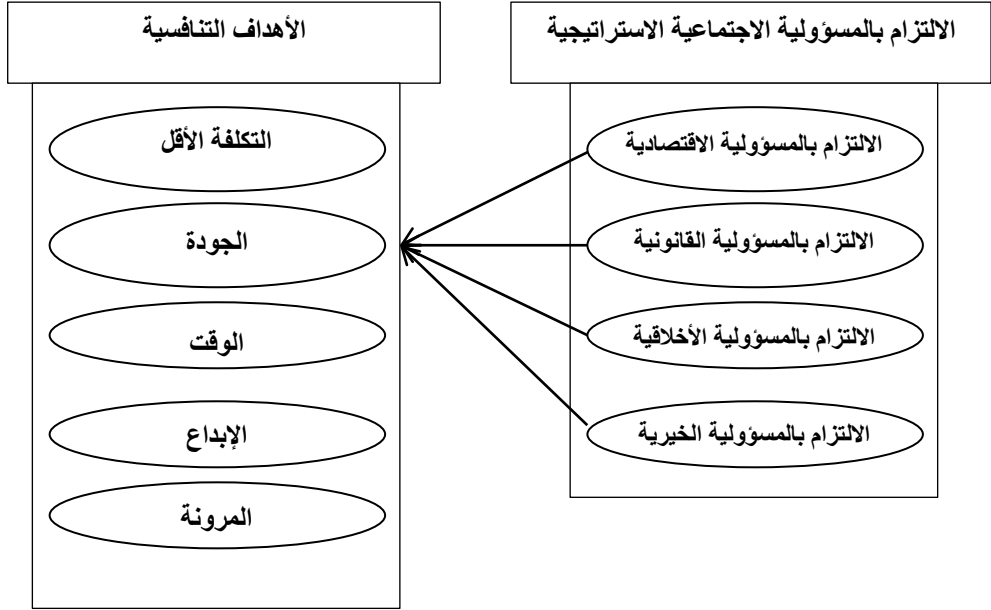 الالتزام بالمسؤولية الاجتماعية الاستراتيجية
الالتزام بالمسؤولية الاقتصادية
الالتزام بالمسؤولية القانونية
الالتزام بالمسؤولية الأخلاقية
الالتزام بالمسؤولية الخيرية
الأهداف التنافسية
التكلفة الأقل
الجودة
الوقت
الإبداع
المرونة